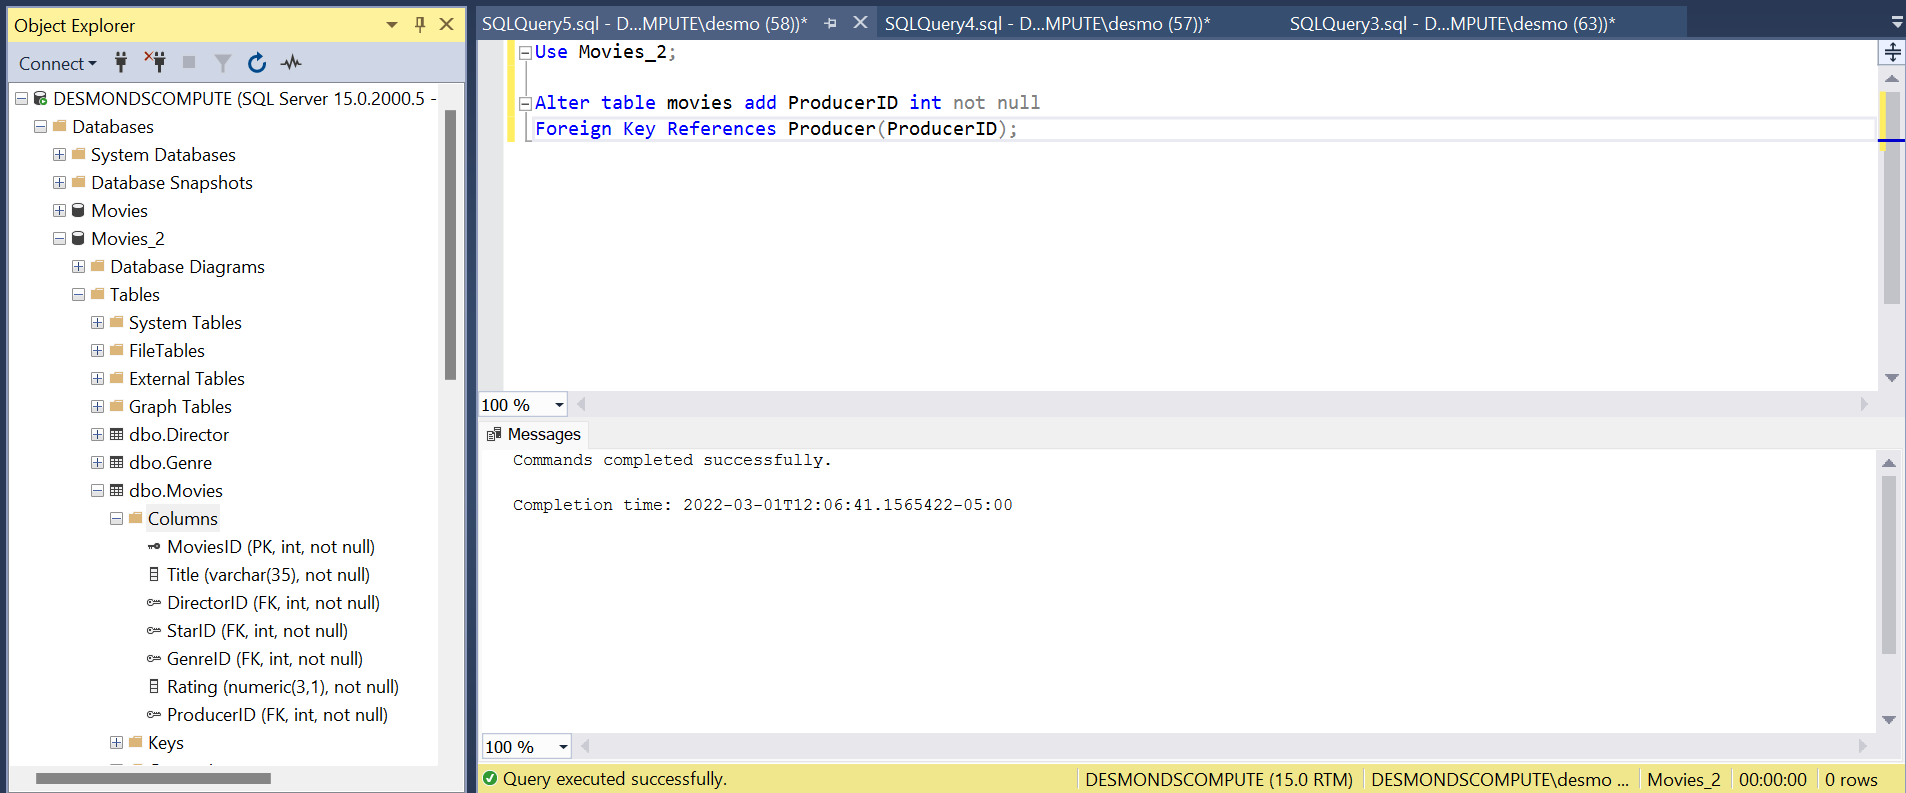 Object Explorer
Connect
DESMONDSCOMPUTE (SQL Server 15.0.2000.5 -
Databases
System Databases
Database Snapshots
Movies
Movies_2
Database Diagrams
Tables
System Tables
FileTables
External Tables
Graph Tables
dbo.Director
dbo.Genre
dbo.Movies
Columns
MoviesID (PK, int, not null)
Title (varchar(35), not null)
DirectorID (FK, int, not null)
StarID (FK, int, not null)
GenreID (FK, int, not null)
Rating (numeric(3,1), not null)
ProducerID (FK, int, not null)
Keys
SQLQuery5.sql - D...MPUTE\desmo (58))* SQLQuery4.sql - D...MPUTE\desmo (57))* SQLQuery3.sql - D...MPUTE\desmo (63))*
Use Movies_2;
Alter table movies add ProducerID int not null
Foreign Key References Producer(ProducerID);
100 %
Messages
Commands completed successfully.
Completion time: 2022-03-01T12:06:41.1565422-05:00
100 %
Query executed successfully. DESMONDSCOMPUTE (15.0 RTM) DESMONDSCOMPUTE\desmo ... Movies_2 00:00:00 0 rows